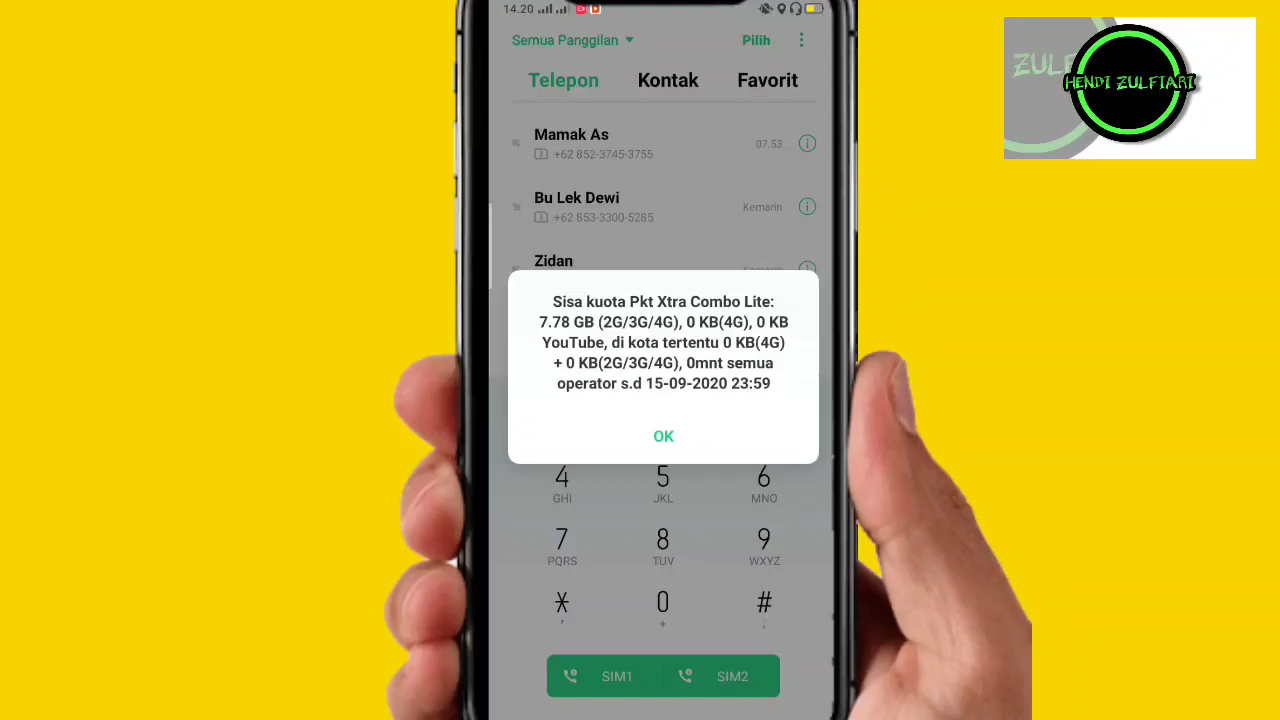 14.20
Semua Panggilan
Pilih
Telepon Kontak Favorit
Mamak As
2 +62 852-3745-3755
07.53
Bu Lek Dewi
+62 853-3300-5285
Kemarin
Zidan
Kemarin
Sisa kuota Pkt Xtra Combo Lite:
7.78 GB (2G/3G/4G), 0 KB(4G), 0 KB
YouTube, di kota tertentu 0 KB(4G)
+ 0 KB(2G/3G/4G), 0mnt semua
operator s.d 15-09-2020 23:59
OK
4 5 6
GHI JKL MNO
7 8 9
PQRS TUV WXYZ
* 0 #
, + ;
SIM1 SIM2
ZULF
HENDI ZULFIARI